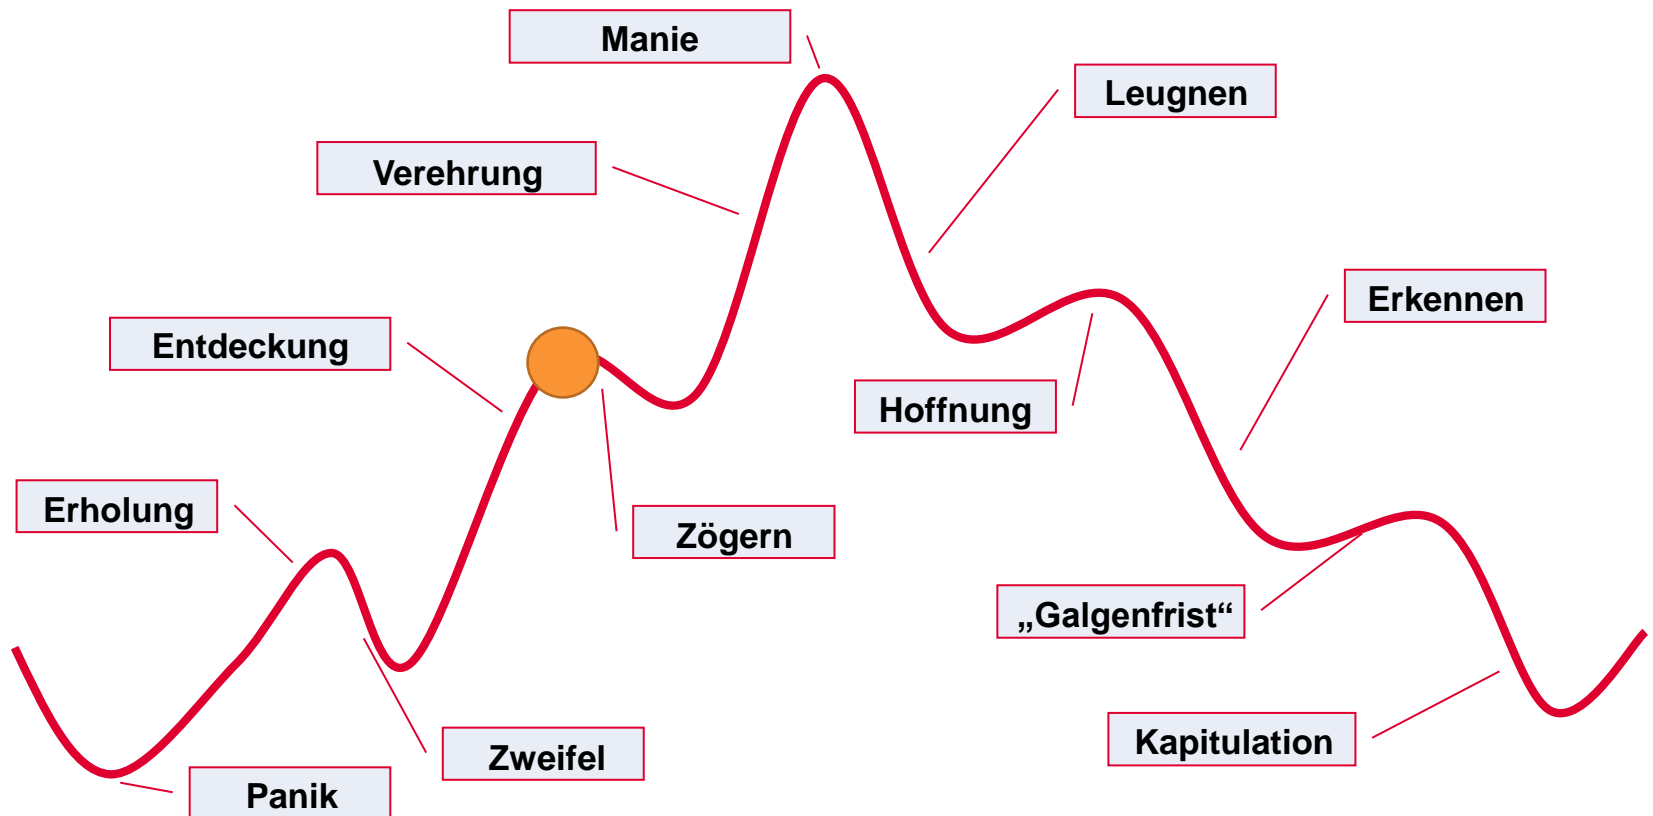 Manie
Leugnen
Verehrung
Erkennen
Entdeckung
Hoffnung
Erholung
Zögern
„Galgenfrist“
Kapitulation
Zweifel
Panik